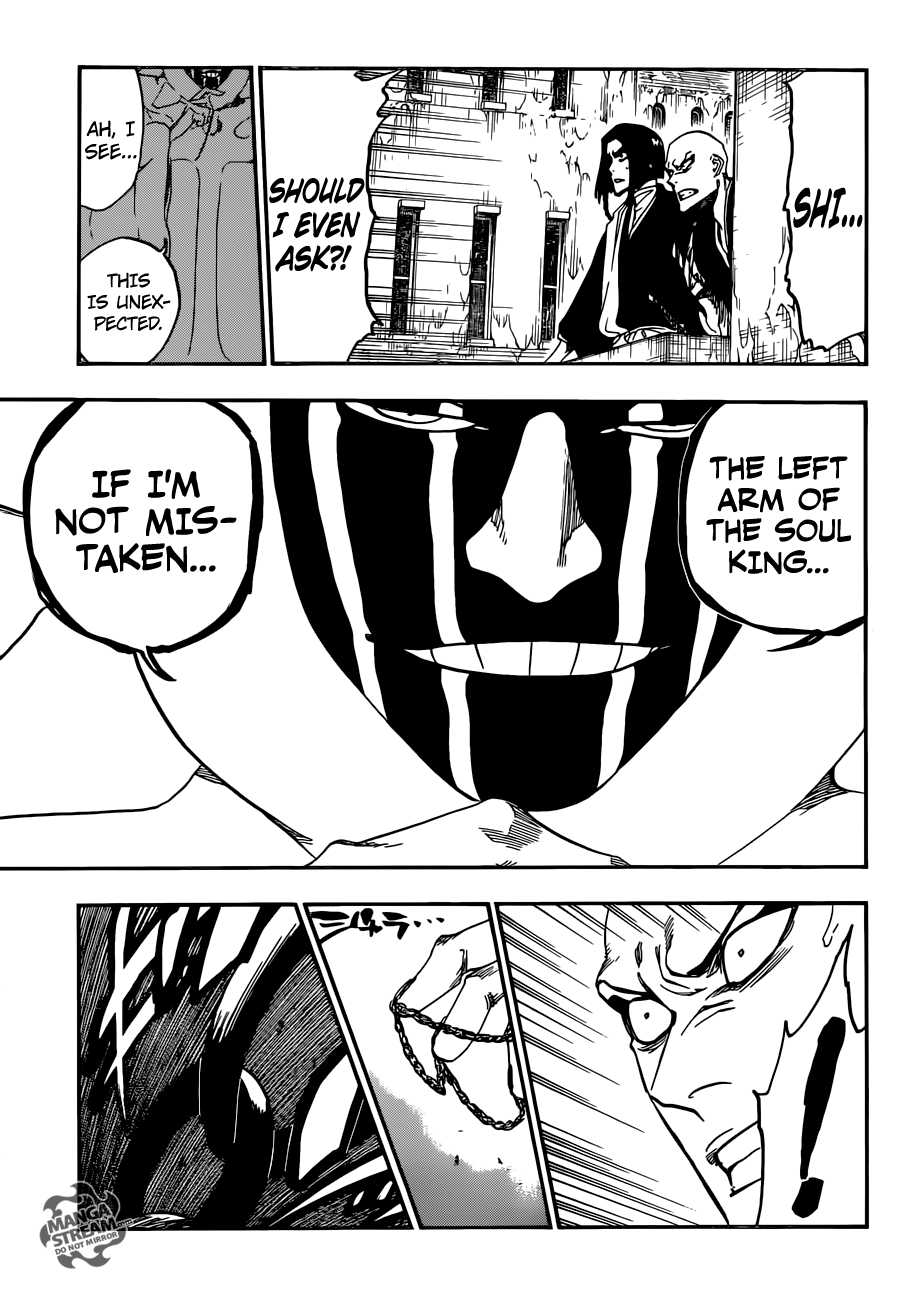 SHI...
SHOULD
I EVEN
ASK?!
AH, I
SEE...
THIS
IS UNEX-
PECTED.
THE LEFT
ARM OF
THE SOUL
KING...
IF I'M
NOT MIS-
TAKEN...
MANGA
STREAM
DO NOT MIRROR